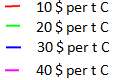 10 $ per t C
20 $ per t C
30 $ per t C
40 $ per t C